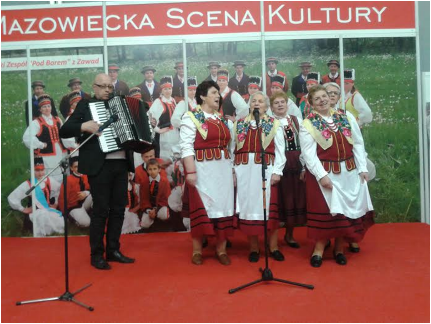 MAZOWIECKA SCENA KULTURY
Zespół "Pod Borem" z Zawad